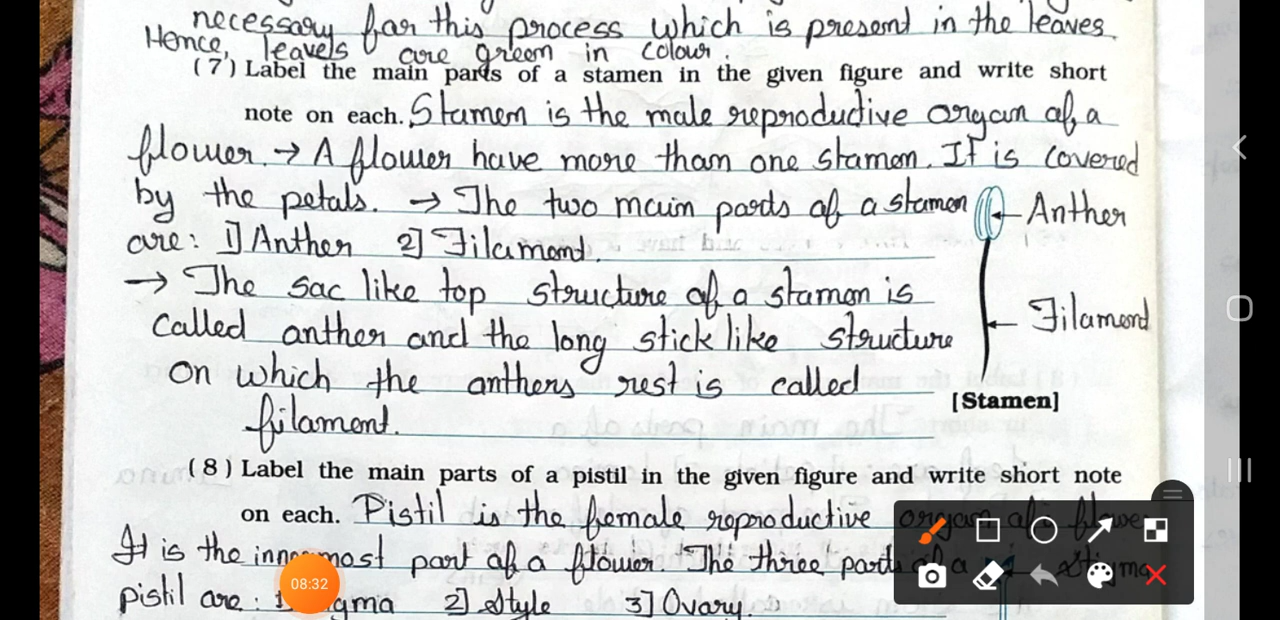 necessary for this process which is present in the leaves.
Hence, leaves are green in colour.
(7) Label the main parts of a stamen in the given figure and write short
note on each. Stamen is the male reproductive organ of a
flower. → A flower have more than one stamen. It is covered
by the petals. → The two main parts of a stamen
are: 1] Anther 2] Filament.
Anther
→ The sac like top structure of a stamen is
called anther and the long stick like structure
Filament
on which the anthers rest is called
filament.
[Stamen]
(8) Label the main parts of a pistil in the given figure and write short note
on each. Pistil is the female reproductive organ of a flower
It is the innermost part of a flower. The three parts of a
pistil are: 2] Style 3] Ovary.
08:32